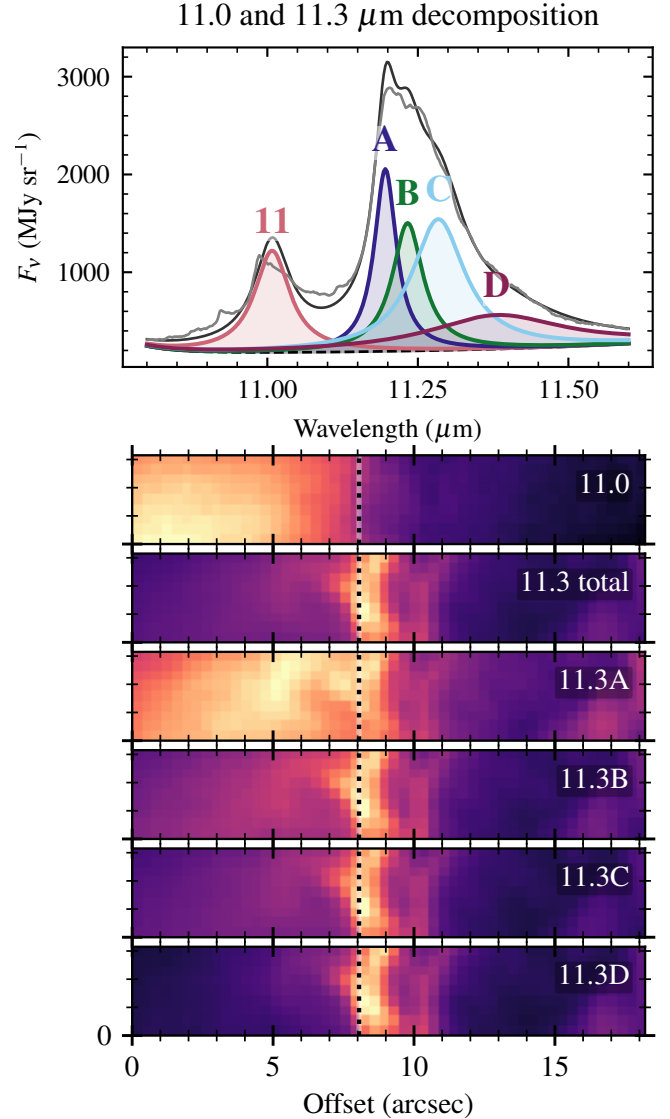 11.0 and 11.3 μm decomposition
3000
2000
1000
F_ν (MJy sr⁻¹)
11
A
B
C
D
11.00 11.25 11.50
Wavelength (μm)
11.0
11.3 total
11.3A
11.3B
11.3C
11.3D
0
0 5 10 15
Offset (arcsec)